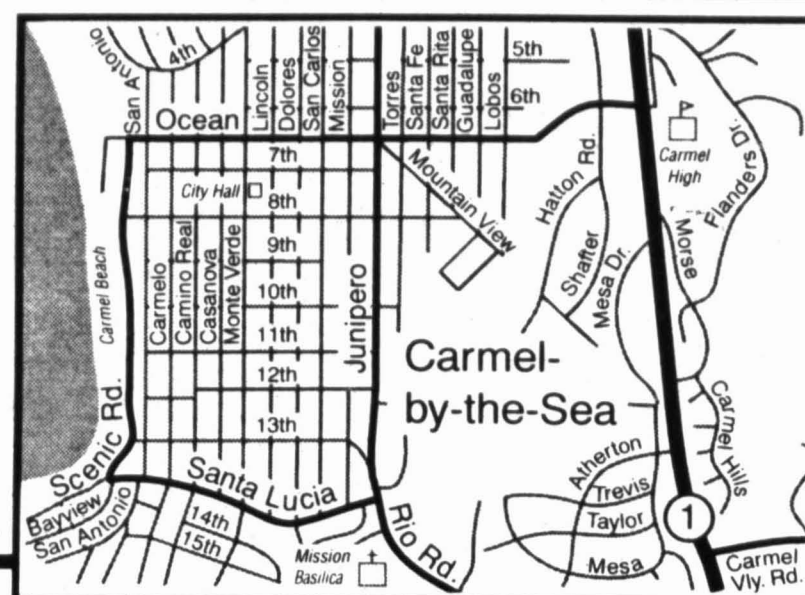 San Antonio
4th
Ocean
Lincoln
Dolores
San Carlos
Mission
Torres
Santa Fe
Santa Rita
Guadalupe
Lobos
5th
6th
7th
City Hall
8th
Mountain View
Hatton Rd.
Carmel
High
Flanders Dr.
Shafter
Mesa Dr.
Morse
Carmel Beach
Carmelo
Camino Real
Casanova
Monte Verde
9th
10th
11th
12th
13th
Junipero
Carmel-
by-the-Sea
Scenic Rd.
Santa Lucia
Bayview
San Antonio
14th
15th
Mission
Basilica
Rio Rd.
Atherton
Trevis
Taylor
Mesa
Carmel Hills
1
Carmel
Vly. Rd.